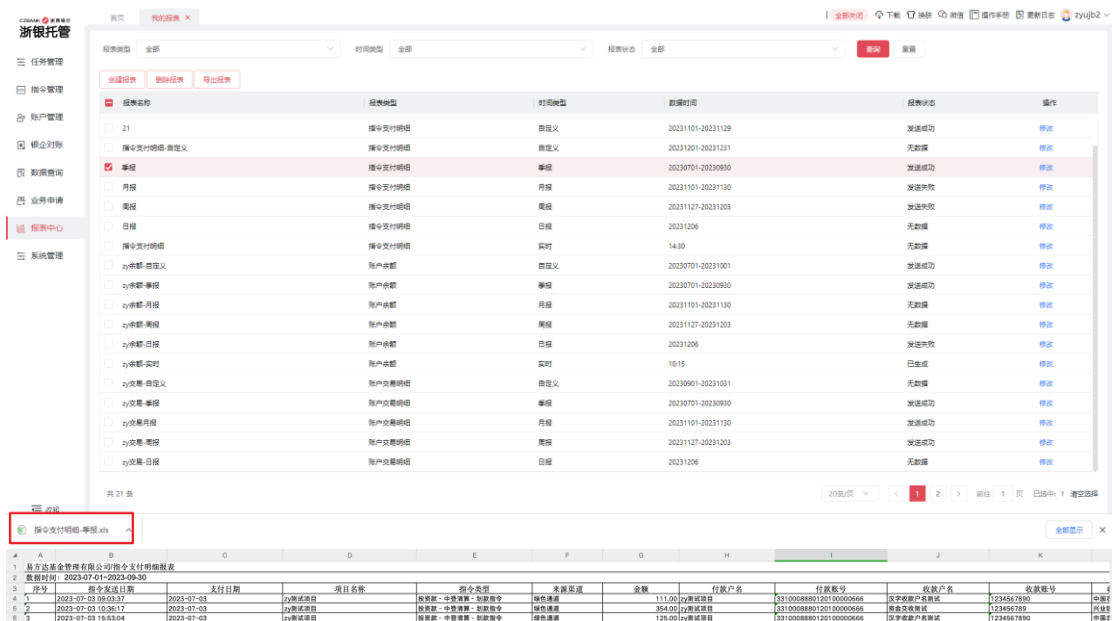 CZBANK 浙商银行
浙银托管
首页 我的报表 ×
全部关闭 下载 换肤 微信 操作手册 更新日志 zyujb2
任务管理
指令管理
账户管理
银企对账
数据查询
业务申请
报表中心
系统管理
收起
报表类型 全部 时间类型 全部 报表状态 全部 查询 重置
创建报表 删除报表 导出报表
报表名称 报表类型 时间类型 数据时间 报表状态 操作
21 指令支付明细 自定义 20231101-20231129 发送成功 修改
指令支付明细-自定义 指令支付明细 自定义 20231201-20231231 无数据 修改
季报 指令支付明细 季报 20230701-20230930 发送成功 修改
月报 指令支付明细 月报 20231101-20231130 发送失败 修改
周报 指令支付明细 周报 20231127-20231203 发送失败 修改
日报 指令支付明细 日报 20231206 无数据 修改
指令支付明细 指令支付明细 实时 14:30 无数据 修改
zy余额-自定义 账户余额 自定义 20230701-20231001 发送成功 修改
zy余额-季报 账户余额 季报 20230701-20230930 发送成功 修改
zy余额-月报 账户余额 月报 20231101-20231130 无数据 修改
zy余额-周报 账户余额 周报 20231127-20231203 无数据 修改
zy余额-日报 账户余额 日报 20231206 发送失败 修改
zy余额-实时 账户余额 实时 10:15 已生成 修改
zy交易-自定义 账户交易明细 自定义 20230901-20231031 无数据 修改
zy交易-季报 账户交易明细 季报 20230701-20230930 发送成功 修改
zy交易月报 账户交易明细 月报 20231101-20231130 发送成功 修改
zy交易-周报 账户交易明细 周报 20231127-20231203 发送成功 修改
zy交易-日报 账户交易明细 日报 20231206 无数据 修改
共 21 条 20条/页 < 1 2 > 前往 1 页 已选中: 1 清空选择
指令支付明细-季报.xls 全部显示 ×
A B C D E F G H I J K
1 易方达基金管理有限公司/指令支付明细报表
2 数据时间: 2023-07-01~2023-09-30
3 序号 指令发送日期 支付日期 项目名称 指令类型 来源渠道 金额 付款户名 付款账号 收款户名 收款账号
4 1 2023-07-03 09:03:37 2023-07-03 zy测试项目 投资款 - 中登清算 - 划款指令 绿色通道 111.00 zy测试项目 3310008880120100000666 汉字收款户名测试 1234567890
5 2 2023-07-03 10:36:17 2023-07-03 zy测试项目 投资款 - 中登清算 - 划款指令 绿色通道 354.00 zy测试项目 3310008880120100000666 资金交收测试 123456789
6 3 2023-07-03 15:53:04 2023-07-03 zy测试项目 投资款 - 中登清算 - 划款指令 绿色通道 125.00 zy测试项目 3310008880120100000666 汉字收款户名测试 1234567890